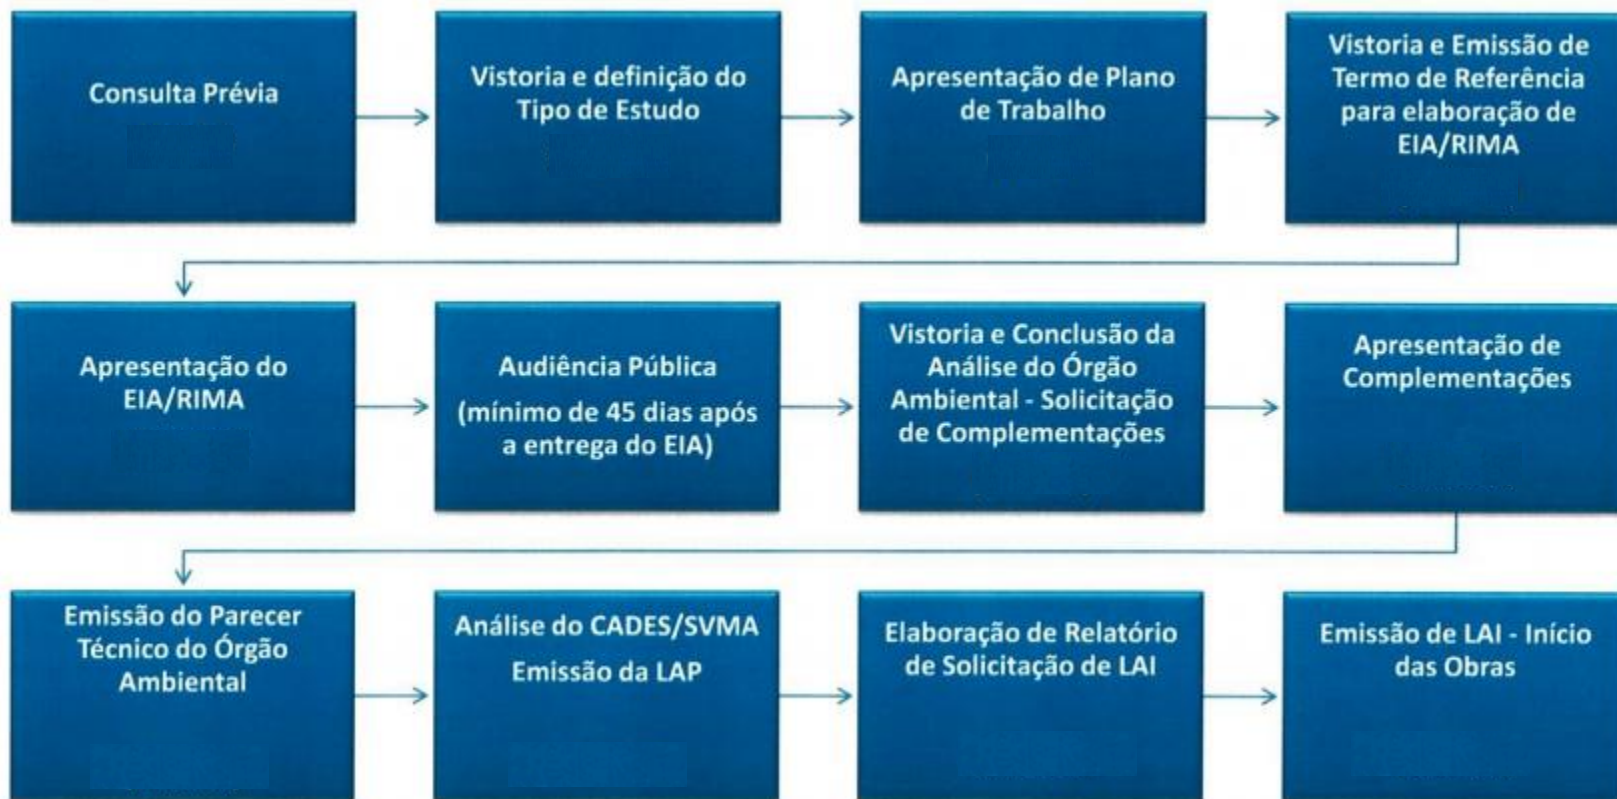 Consulta Prévia
Vistoria e definição do
Tipo de Estudo
Apresentação de Plano
de Trabalho
Vistoria e Emissão de
Termo de Referência
para elaboração de
EIA/RIMA
Apresentação do
EIA/RIMA
Audiência Pública
(mínimo de 45 dias após
a entrega do EIA)
Vistoria e Conclusão da
Análise do Órgão
Ambiental - Solicitação
de Complementações
Apresentação de
Complementações
Emissão do Parecer
Técnico do Órgão
Ambiental
Análise do CADES/SVMA
Emissão da LAP
Elaboração de Relatório
de Solicitação de LAI
Emissão de LAI - Início
das Obras